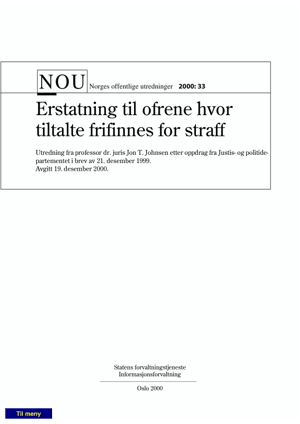 NOU Norges offentlige utredninger 2000: 33
Erstatning til ofrene hvor
tiltalte frifinnes for straff
Utredning fra professor dr. juris Jon T. Johnsen etter oppdrag fra Justis- og politide-
partementet i brev av 21. desember 1999.
Avgitt 19. desember 2000.
Statens forvaltningstjeneste
Informasjonsforvaltning
Oslo 2000
Til meny